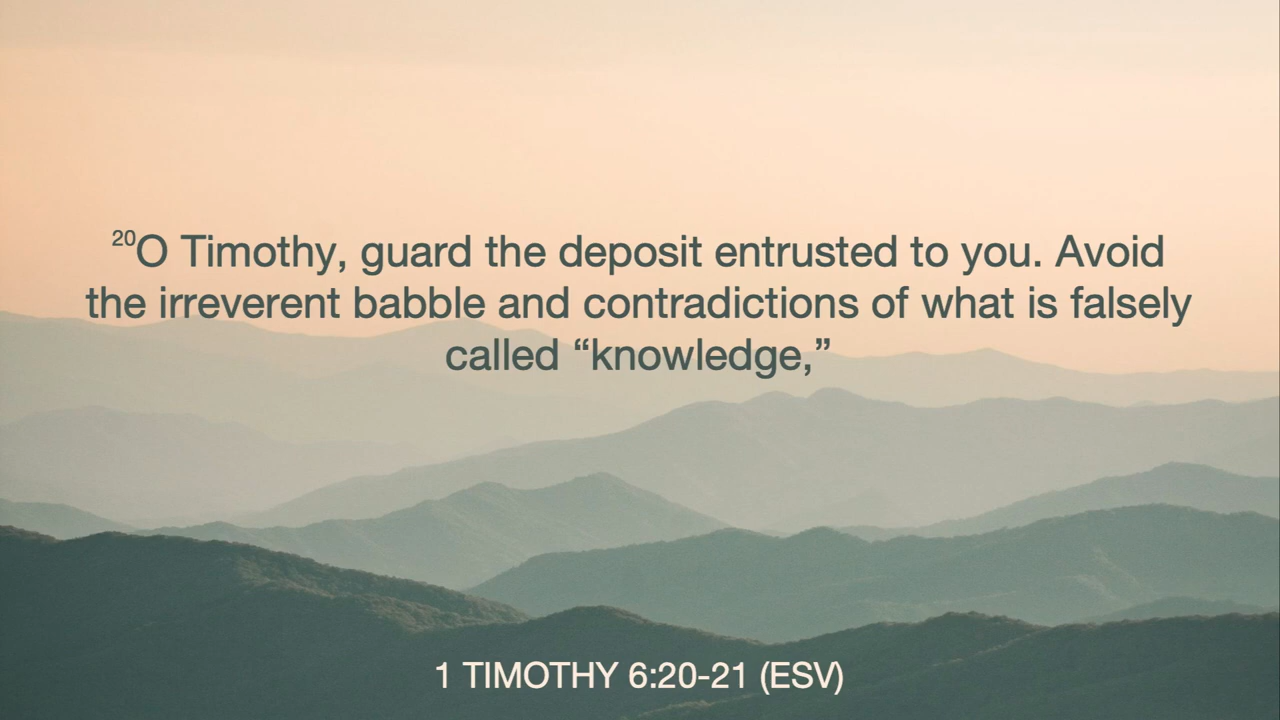 20O Timothy, guard the deposit entrusted to you. Avoid
the irreverent babble and contradictions of what is falsely
called “knowledge,”
1 TIMOTHY 6:20-21 (ESV)